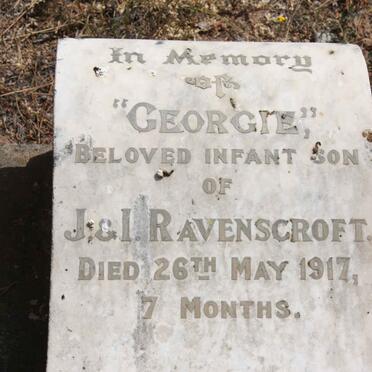 In Memory
of
"GEORGIE,"
BELOVED INFANT SON
OF
J. & I. RAVENSCROFT.
DIED 26TH MAY 1917,
7 MONTHS.